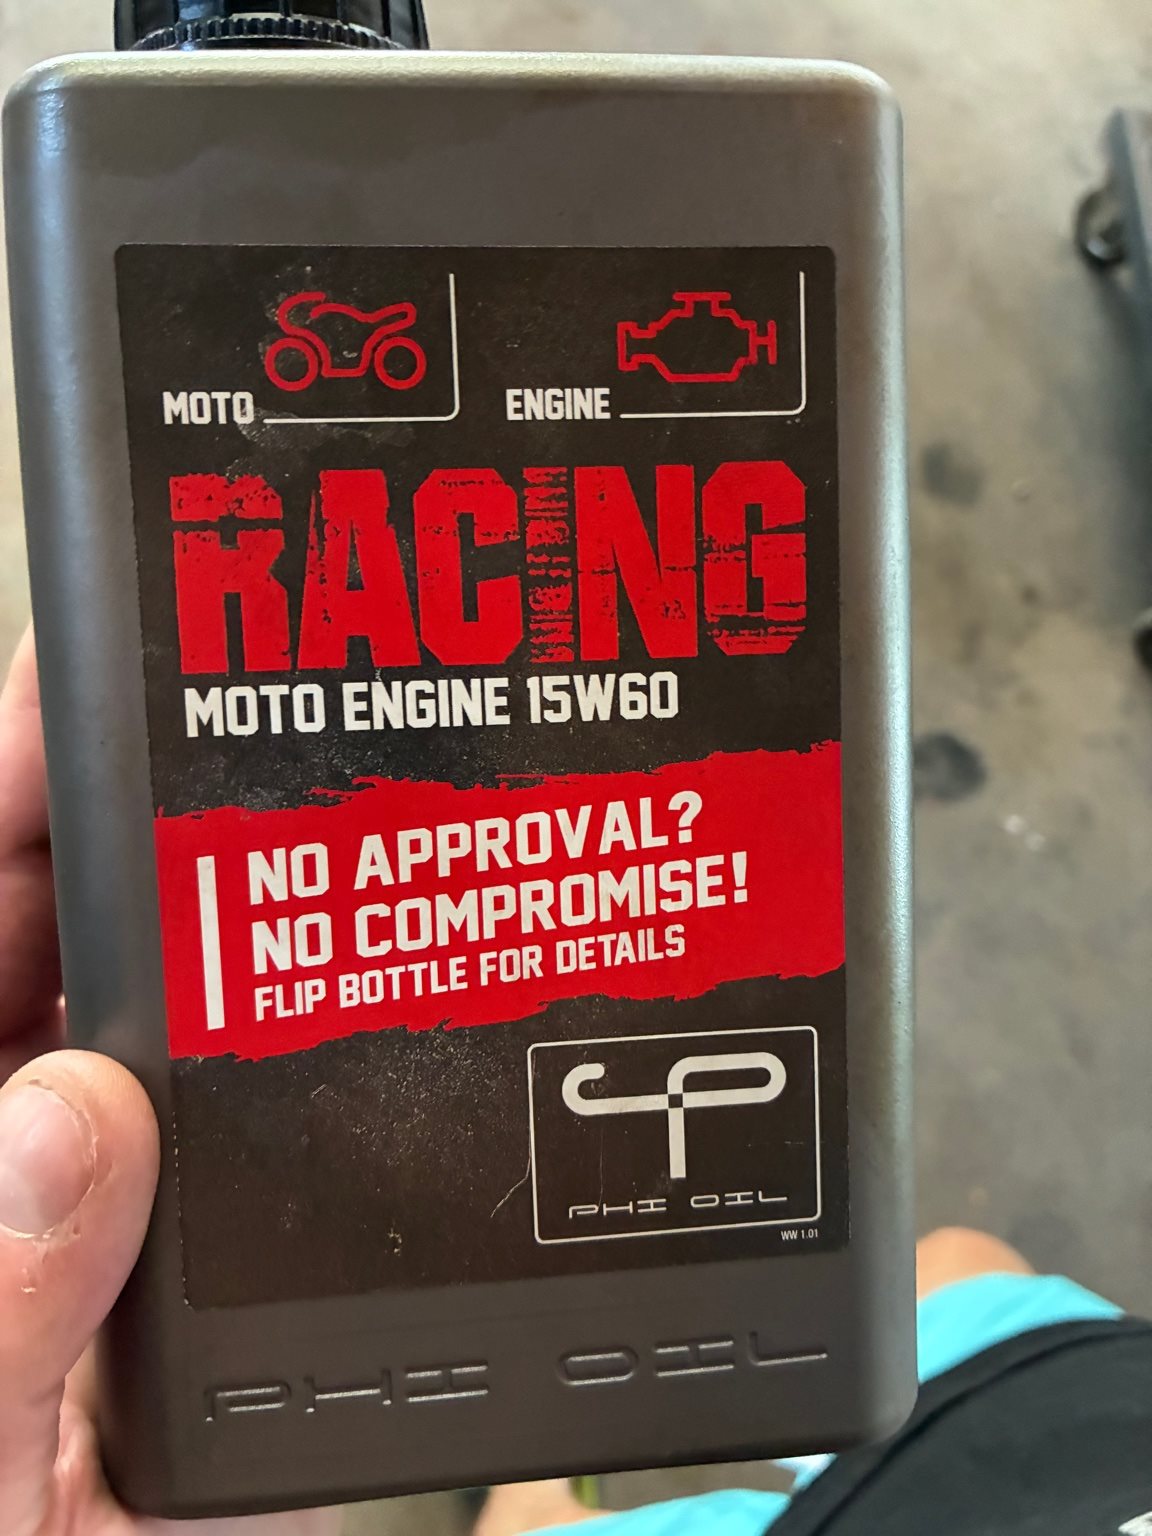 MOTO ENGINE
RACING
MOTO ENGINE 15W60
NO APPROVAL?
NO COMPROMISE!
FLIP BOTTLE FOR DETAILS
PHI OIL
WW 1.01
PHI OIL